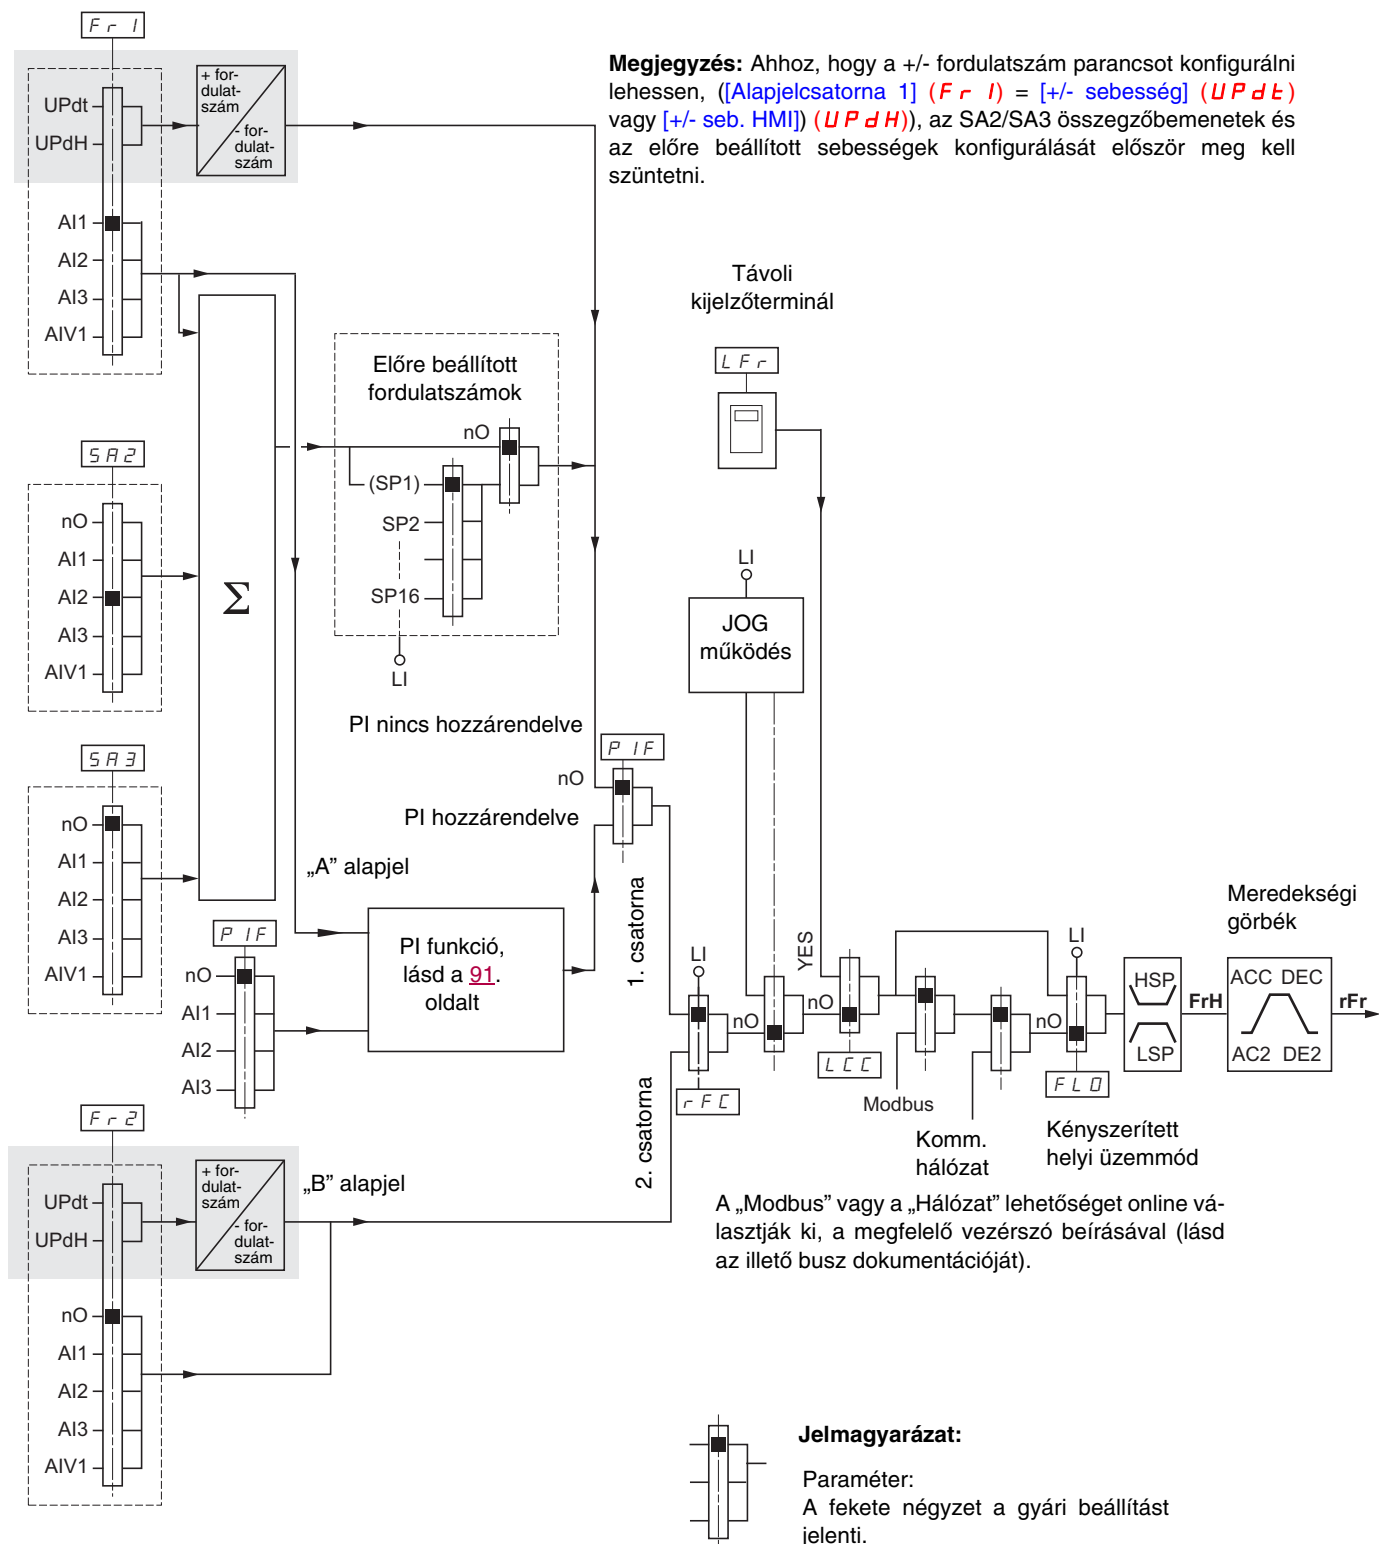 Fr1
UPdt
UPdH
+ for-
dulat-
szám
- for-
dulat-
szám
AI1
AI2
AI3
AIV1
Megjegyzés: Ahhoz, hogy a +/- fordulatszám parancsot konfigurálni
lehessen, ([Alapjelcsatorna 1] (Fr1) = [+/- sebesség] (UPdt)
vagy [+/- seb. HMI]) (UPdH)), az SA2/SA3 összegzőbemenetek és
az előre beállított sebességek konfigurálását először meg kell
szüntetni.
Távoli
kijelzőterminál
LFr
Előre beállított
fordulatszámok
nO
(SP1)
SP2
SP16
LI
SA2
nO
AI1
AI2
AI3
AIV1
Σ
LI
JOG
működés
PI nincs hozzárendelve
PIF
nO
PI hozzárendelve
SA3
nO
AI1
AI2
AI3
AIV1
„A” alapjel
PIF
nO
AI1
AI2
AI3
PI funkció,
lásd a 91.
oldalt
1. csatorna
2. csatorna
LI
rFC
nO
YES
nO
LCC
Modbus
Komm.
hálózat
nO
LI
FLO
Kényszerített
helyi üzemmód
HSP
LSP
FrH
Meredekségi
görbék
ACC DEC
AC2 DE2
rFr
Fr2
UPdt
UPdH
+ for-
dulat-
szám
- for-
dulat-
szám
„B” alapjel
nO
AI1
AI2
AI3
AIV1
A „Modbus” vagy a „Hálózat” lehetőséget online vá-
lasztják ki, a megfelelő vezérszó beírásával (lásd
az illető busz dokumentációját).
Jelmagyarázat:
Paraméter:
A fekete négyzet a gyári beállítást
jelenti.